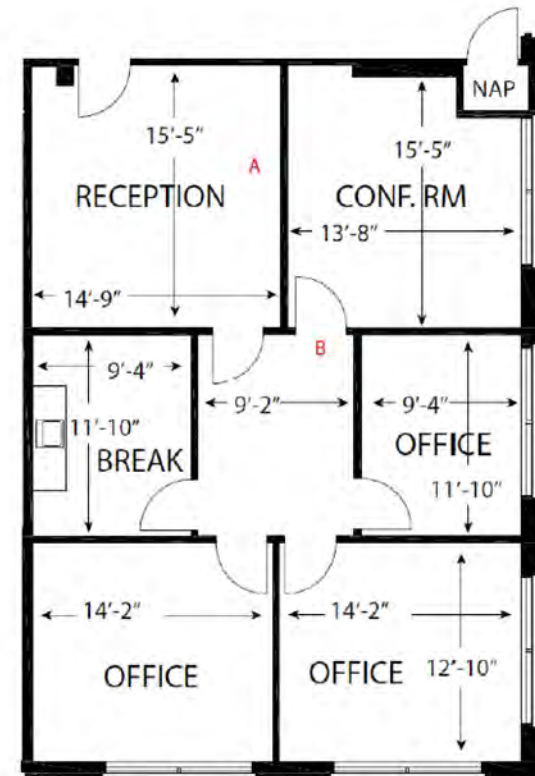 NAP
15'-5"
15'-5"
A
RECEPTION
CONF. RM
13'-8"
14'-9"
B
9'-4"
9'-2"
9'-4"
11'-10"
OFFICE
BREAK
11'-10"
14'-2"
14'-2"
OFFICE
OFFICE
12'-10"